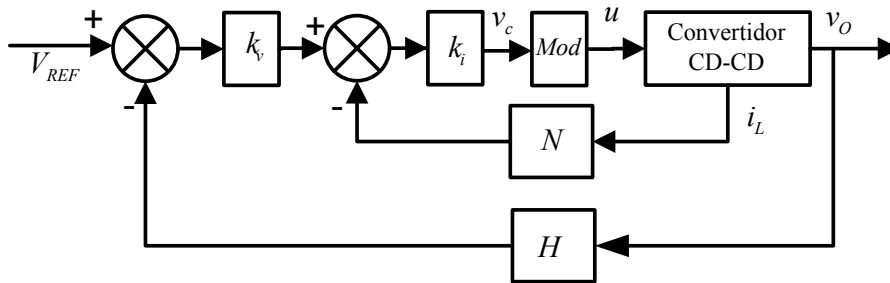 +
V_REF
-
k_v
+
-
k_i
v_c
Mod
u
Convertidor
CD-CD
v_O
i_L
N
H